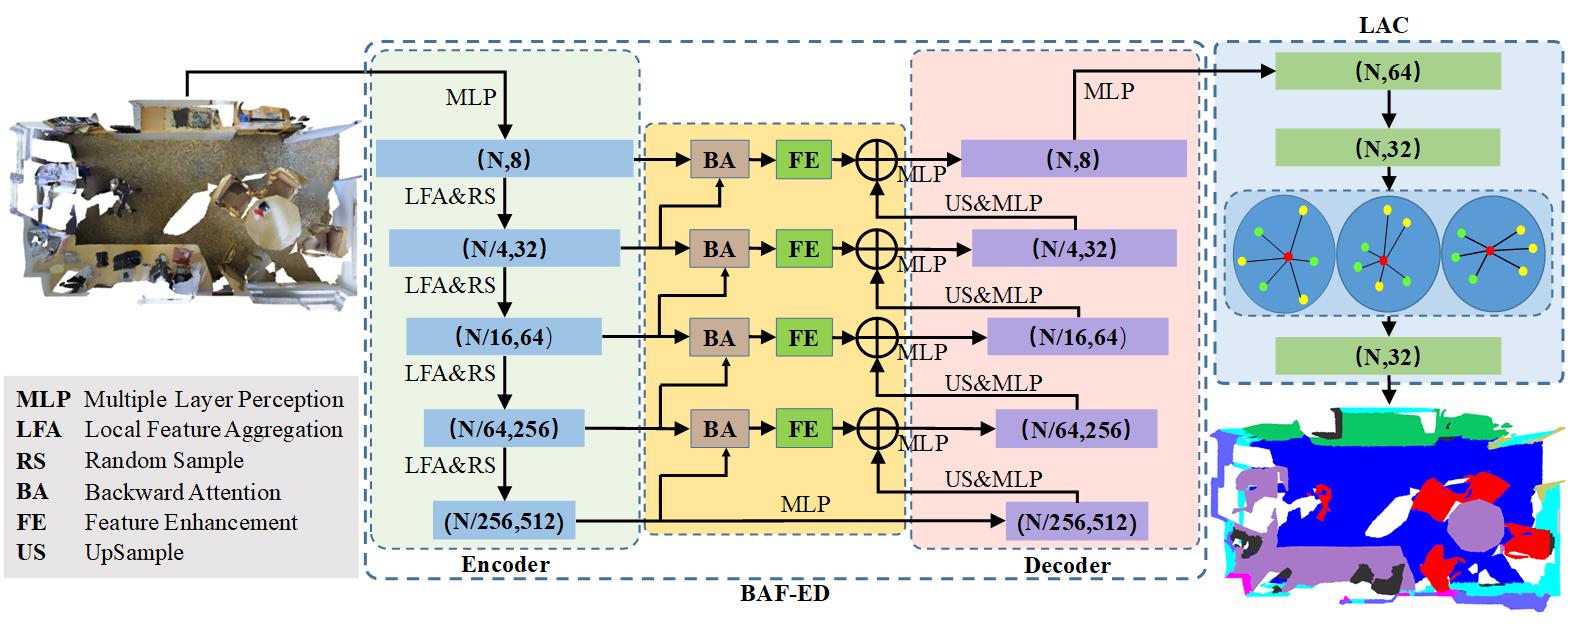 LAC
MLP
(N,8)
LFA&RS
(N/4,32)
LFA&RS
(N/16,64)
LFA&RS
(N/64,256)
LFA&RS
(N/256,512)
Encoder
BA FE
BA FE
BA FE
BA FE
MLP
MLP
MLP
MLP
MLP
MLP
(N,8)
US&MLP
(N/4,32)
US&MLP
(N/16,64)
US&MLP
(N/64,256)
US&MLP
(N/256,512)
Decoder
BAF-ED
(N,64)
(N,32)
(N,32)
MLP Multiple Layer Perception
LFA Local Feature Aggregation
RS Random Sample
BA Backward Attention
FE Feature Enhancement
US UpSample